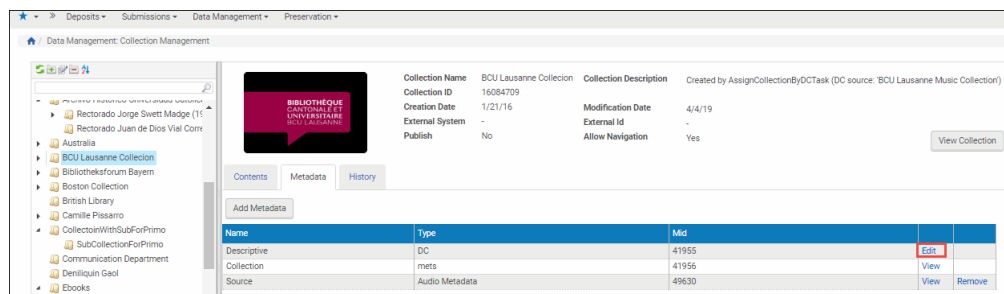 Deposits Submissions Data Management Preservation
/ Data Management: Collection Management
Rectorado Jorge Swett Madge (19
Rectorado Juan de Dios Vial Corre
Australia
BCU Lausanne Collecion
Bibliotheksforum Bayern
Boston Collection
British Library
Camille Pissarro
CollectoinWithSubForPrimo
SubCollectionForPrimo
Communication Department
Deniliquin Gaol
Ebooks
BIBLIOTHÈQUE
CANTONALE ET
UNIVERSITAIRE
BCU LAUSANNE
Collection Name BCU Lausanne Collecion Collection Description Created by AssignCollectionByDCTask (DC source: 'BCU Lausanne Music Collection')
Collection ID 16084709
Creation Date 1/21/16 Modification Date 4/4/19
External System - External Id -
Publish No Allow Navigation Yes
View Collection
Contents Metadata History
Add Metadata
Name Type Mid
Descriptive DC 41955 Edit
Collection mets 41956 View
Source Audio Metadata 49630 View Remove